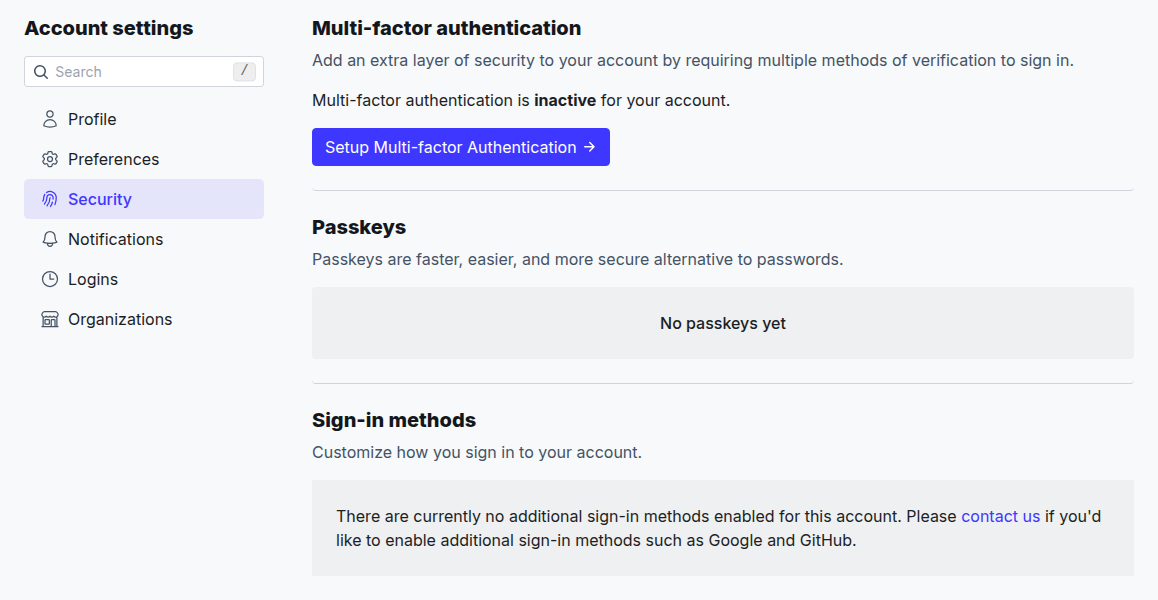 Account settings
Search
/
Profile
Preferences
Security
Notifications
Logins
Organizations
Multi-factor authentication
Add an extra layer of security to your account by requiring multiple methods of verification to sign in.
Multi-factor authentication is inactive for your account.
Setup Multi-factor Authentication →
Passkeys
Passkeys are faster, easier, and more secure alternative to passwords.
No passkeys yet
Sign-in methods
Customize how you sign in to your account.
There are currently no additional sign-in methods enabled for this account. Please contact us if you'd
like to enable additional sign-in methods such as Google and GitHub.